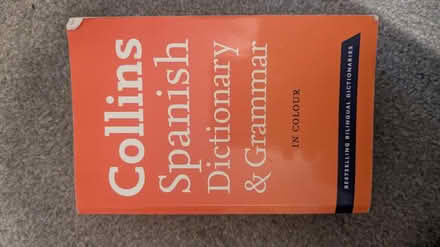 Collins
Spanish
Dictionary
& Grammar
IN COLOUR
BESTSELLING BILINGUAL DICTIONARIES